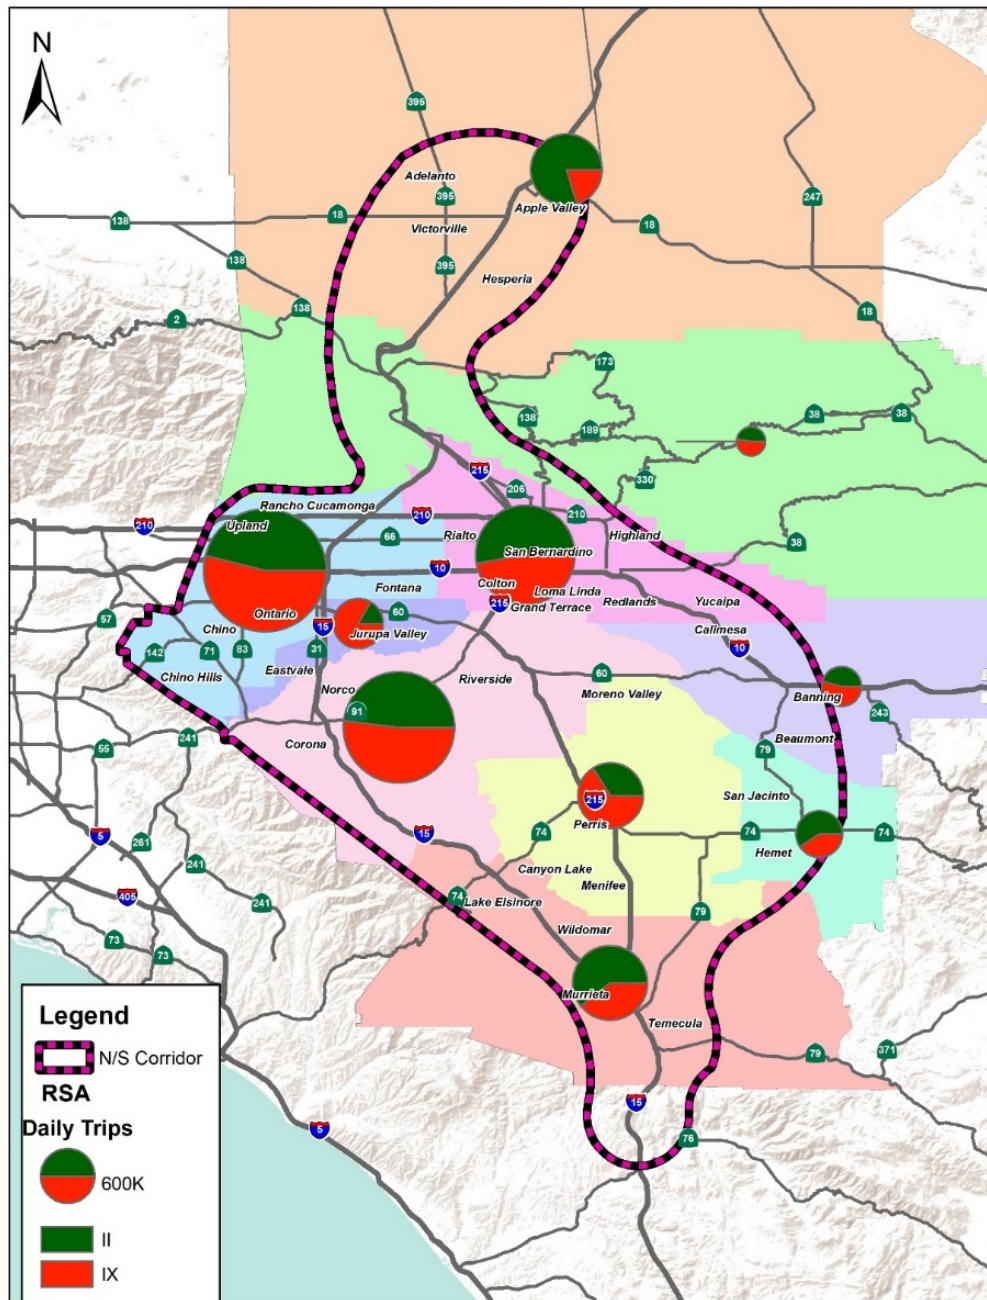 N
395
Adelanto
Apple Valley
395
247
138
18
Victorville
18
138
395
Hesperia
138
18
2
173
138
189
38
38
330
215
206
Rancho Cucamonga
210
Upland
210
66
Rialto
210
Highland
38
San Bernardino
10
Fontana
Colton
Loma Linda
215
Grand Terrace
Redlands
Yucaipa
Ontario
57
Chino
15
60
Jurupa Valley
Calimesa
10
142
71
83
31
Chino Hills
Eastvale
Riverside
60
Moreno Valley
Norco
91
Banning
243
Corona
Beaumont
241
55
79
San Jacinto
215
5
15
Perris
74
74
74
261
Hemet
241
Canyon Lake
Menifee
405
241
74
Lake Elsinore
79
73
73
Wildomar
Murrieta
Temecula
79
371
15
76
5
Legend
N/S Corridor
RSA
Daily Trips
600K
II
IX